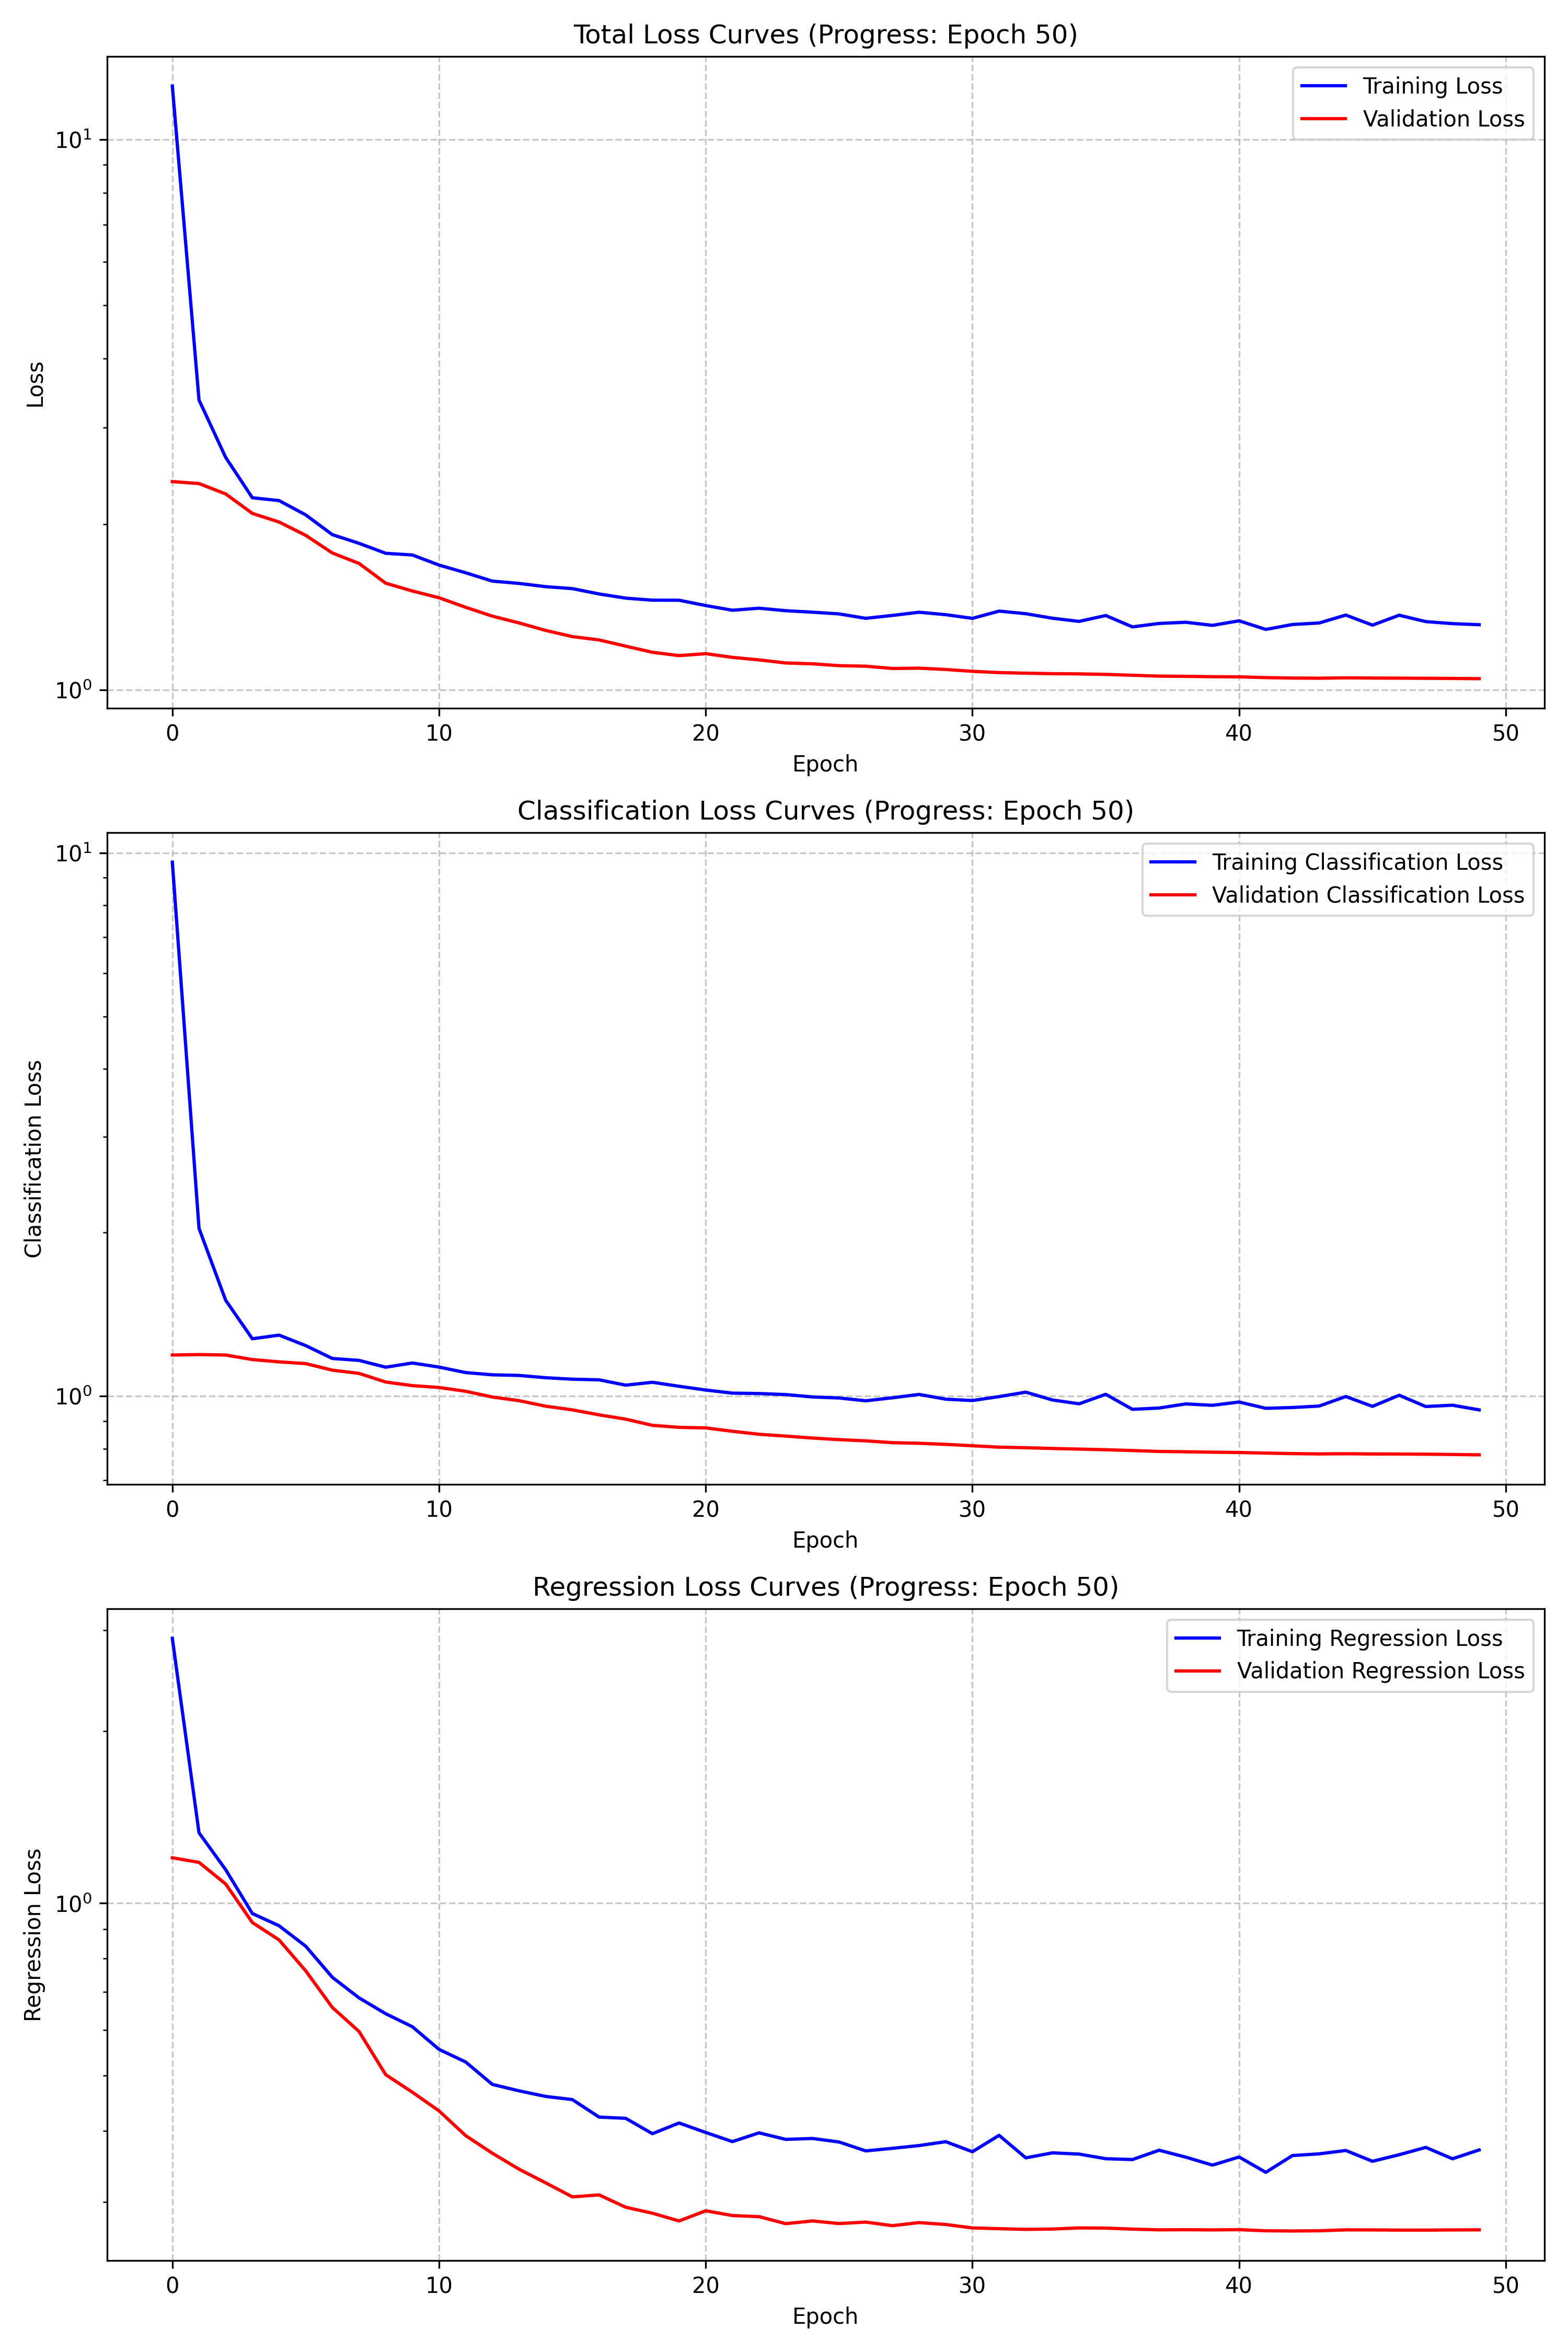 Total Loss Curves (Progress: Epoch 50)
Training Loss
Validation Loss
10¹
10⁰
Loss
0 10 20 30 40 50
Epoch
Classification Loss Curves (Progress: Epoch 50)
Training Classification Loss
Validation Classification Loss
10¹
10⁰
Classification Loss
0 10 20 30 40 50
Epoch
Regression Loss Curves (Progress: Epoch 50)
Training Regression Loss
Validation Regression Loss
10⁰
Regression Loss
0 10 20 30 40 50
Epoch